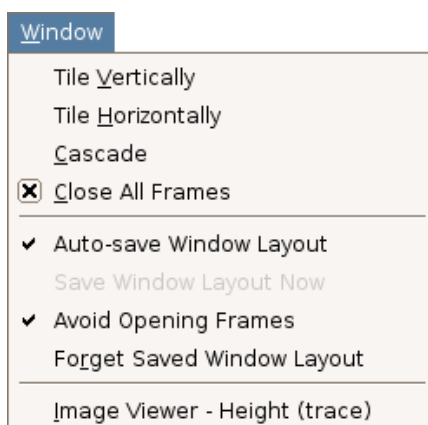 Window
Tile Vertically
Tile Horizontally
Cascade
Close All Frames
Auto-save Window Layout
Save Window Layout Now
Avoid Opening Frames
Forget Saved Window Layout
Image Viewer - Height (trace)